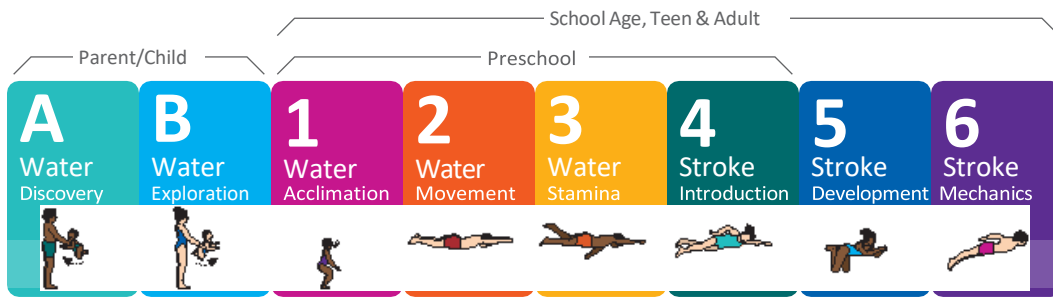 School Age, Teen & Adult
Parent/Child
Preschool
A
Water
Discovery
B
Water
Exploration
1
Water
Acclimation
2
Water
Movement
3
Water
Stamina
4
Stroke
Introduction
5
Stroke
Development
6
Stroke
Mechanics